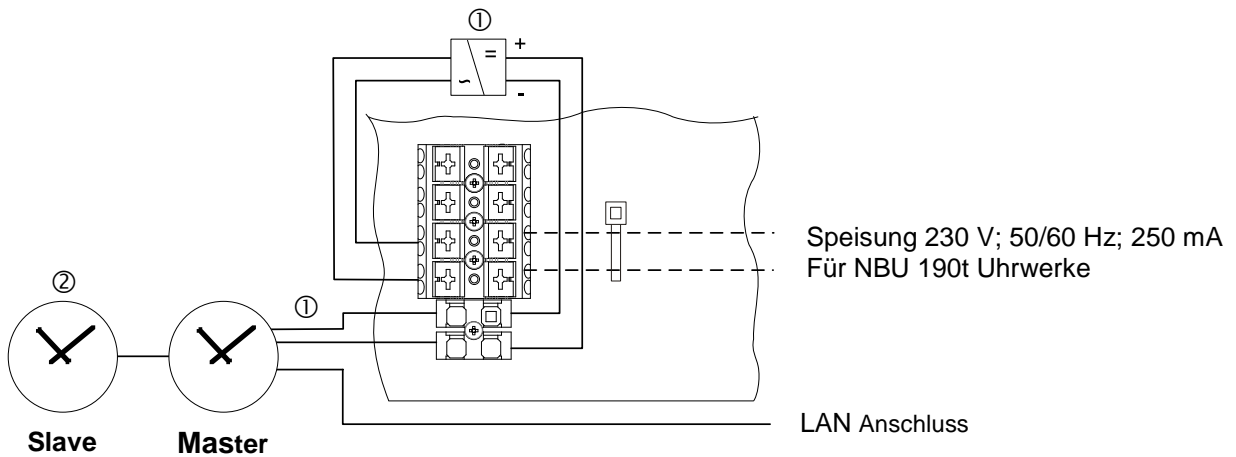 ①
=
+
∼
-
Speisung 230 V; 50/60 Hz; 250 mA
Für NBU 190t Uhrwerke
②
①
LAN Anschluss
Slave
Master